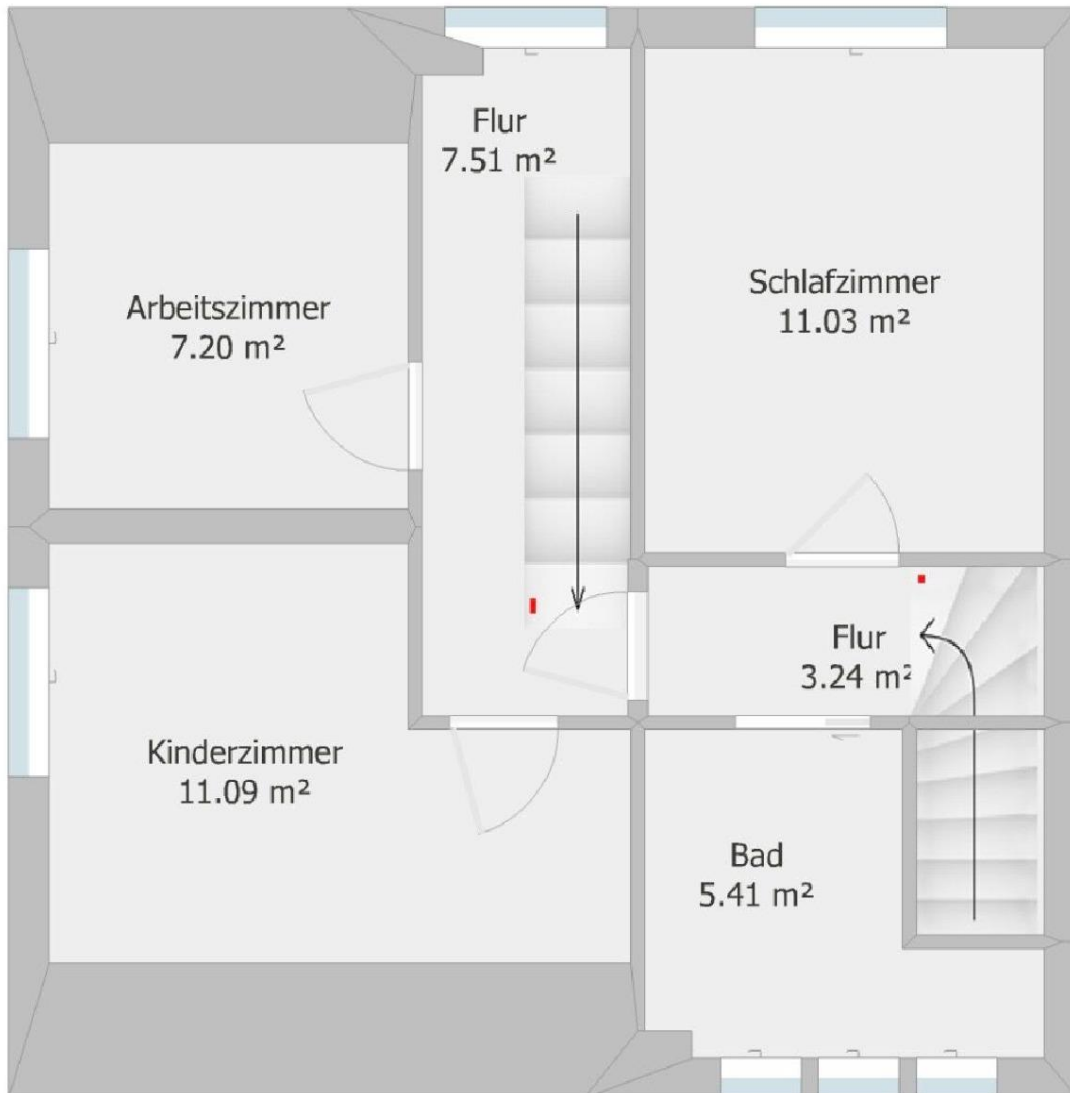 Flur
7.51 m²
Schlafzimmer
11.03 m²
Arbeitszimmer
7.20 m²
Flur
3.24 m²
Kinderzimmer
11.09 m²
Bad
5.41 m²